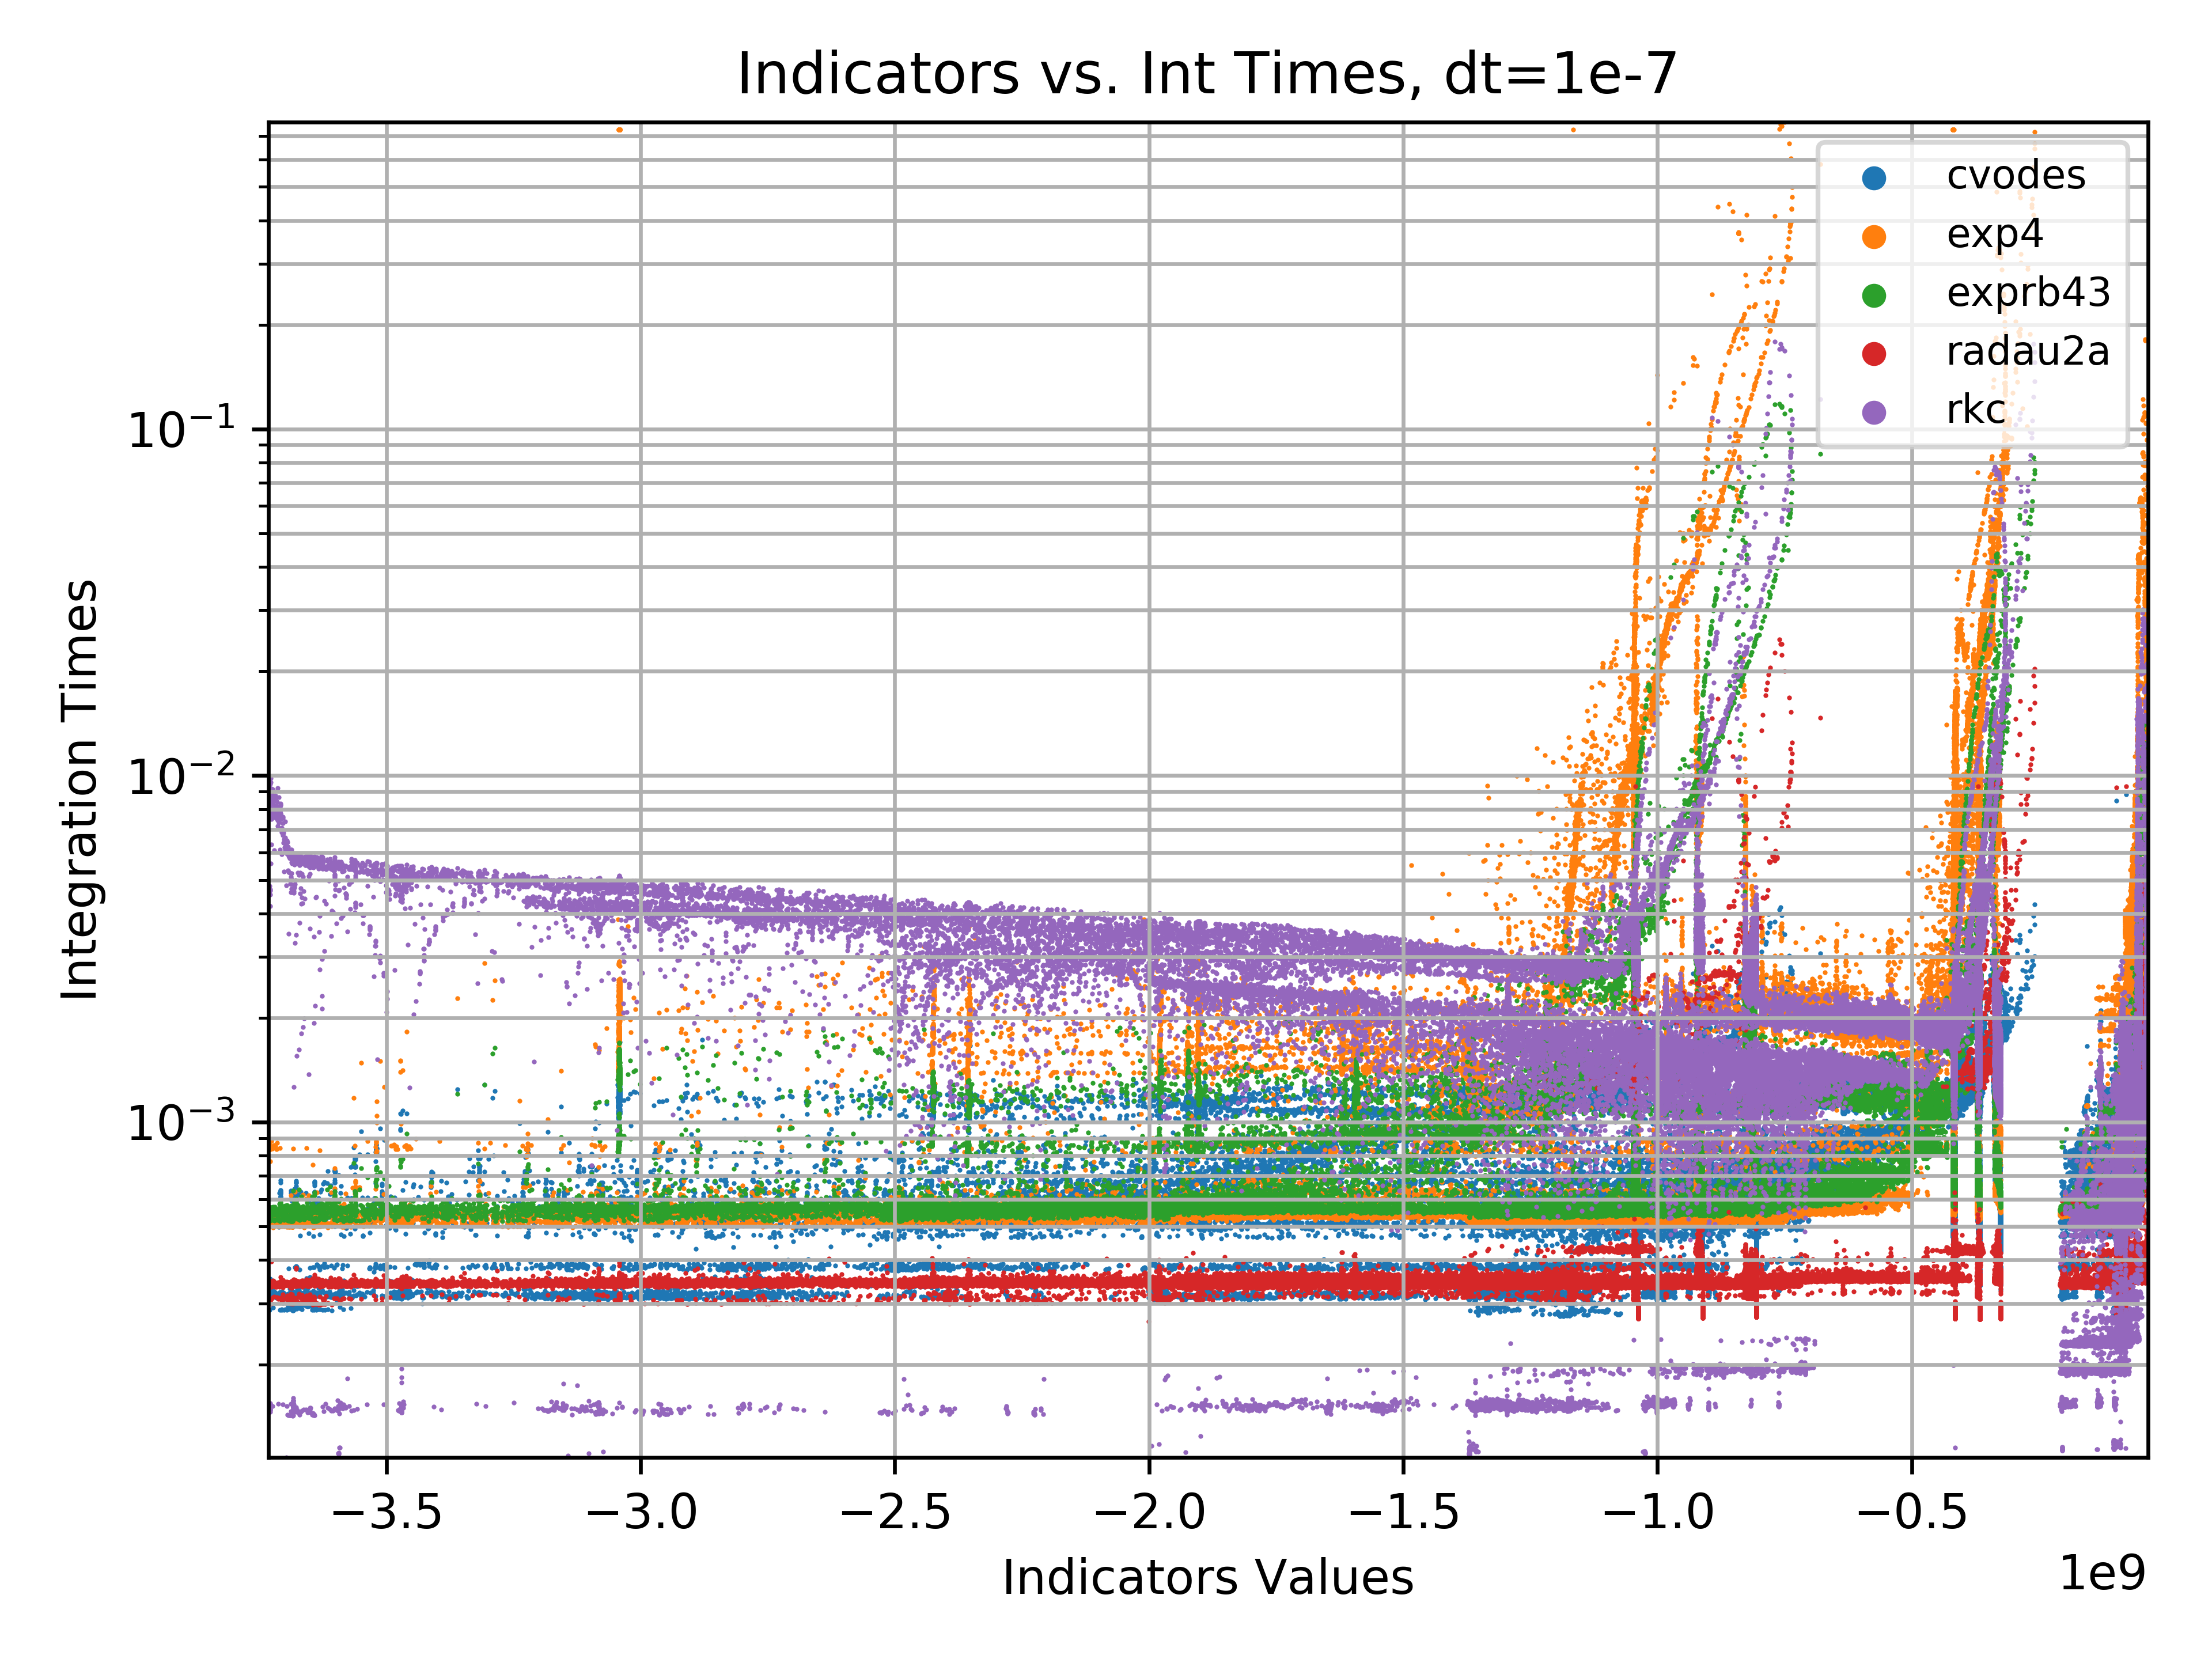 Indicators vs. Int Times, dt=1e-7
cvodes
exp4
exprb43
radau2a
rkc
Integration Times
10⁻¹
10⁻²
10⁻³
−3.5 −3.0 −2.5 −2.0 −1.5 −1.0 −0.5
1e9
Indicators Values